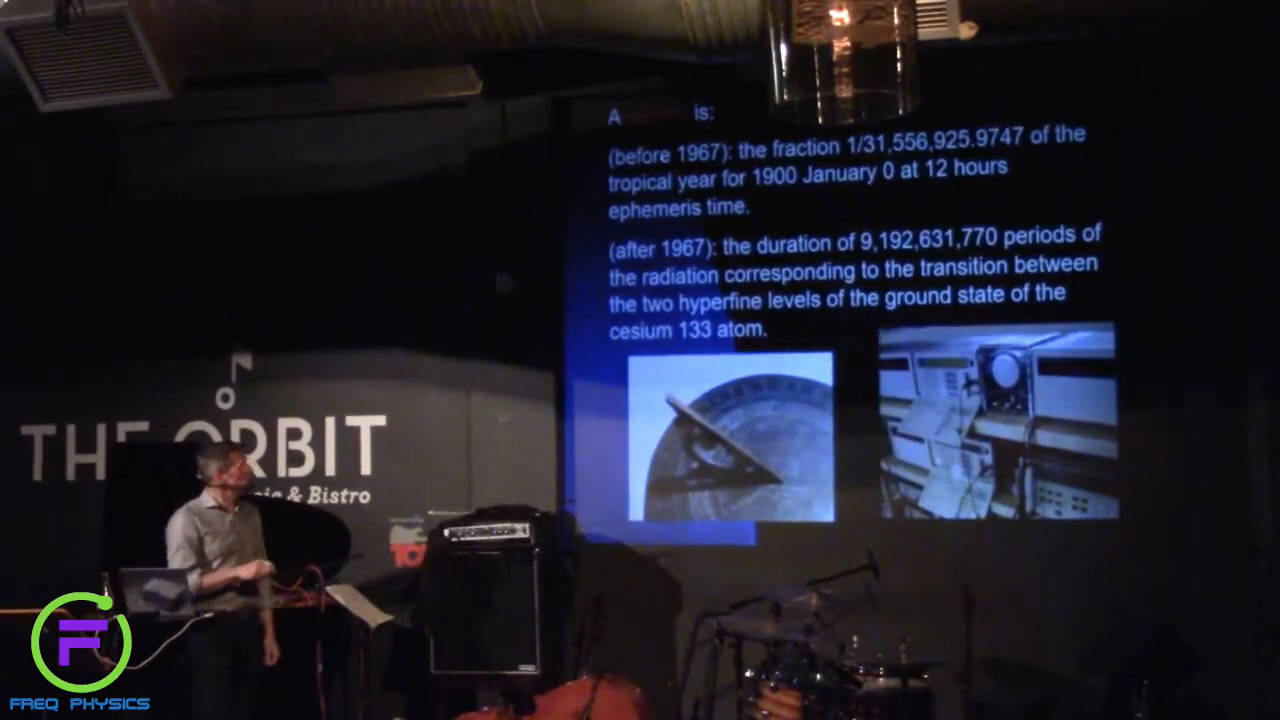 A is:
(before 1967): the fraction 1/31,556,925.9747 of the
tropical year for 1900 January 0 at 12 hours
ephemeris time.
(after 1967): the duration of 9,192,631,770 periods of
the radiation corresponding to the transition between
the two hyperfine levels of the ground state of the
cesium 133 atom.
THE ORBIT
& Bistro
TO
F
FREQ PHYSICS